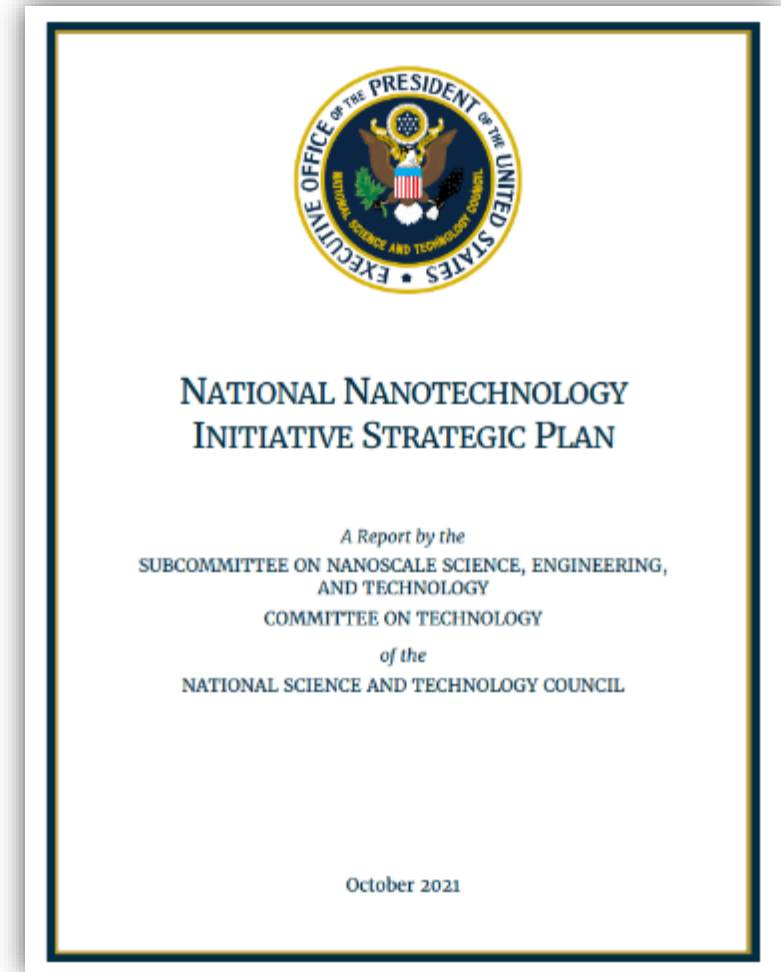 EXECUTIVE OFFICE OF THE PRESIDENT OF THE UNITED STATES
NATIONAL SCIENCE AND TECHNOLOGY COUNCIL
NATIONAL NANOTECHNOLOGY
INITIATIVE STRATEGIC PLAN
A Report by the
SUBCOMMITTEE ON NANOSCALE SCIENCE, ENGINEERING,
AND TECHNOLOGY
COMMITTEE ON TECHNOLOGY
of the
NATIONAL SCIENCE AND TECHNOLOGY COUNCIL
October 2021